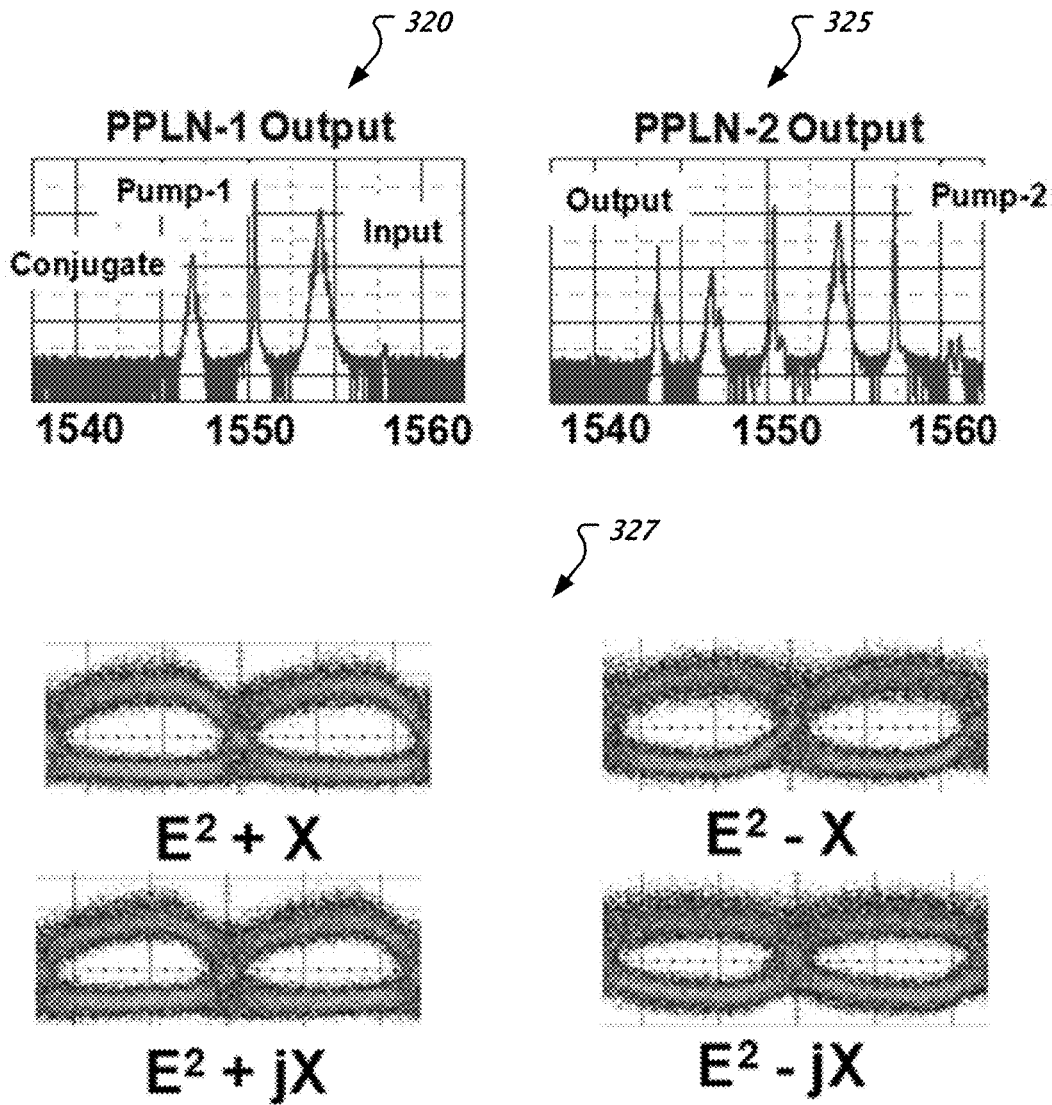 320
325
PPLN-1 Output
PPLN-2 Output
Pump-1
Input
Conjugate
Output
Pump-2
1540 1550 1560
1540 1550 1560
327
E² + X
E² - X
E² + jX
E² - jX